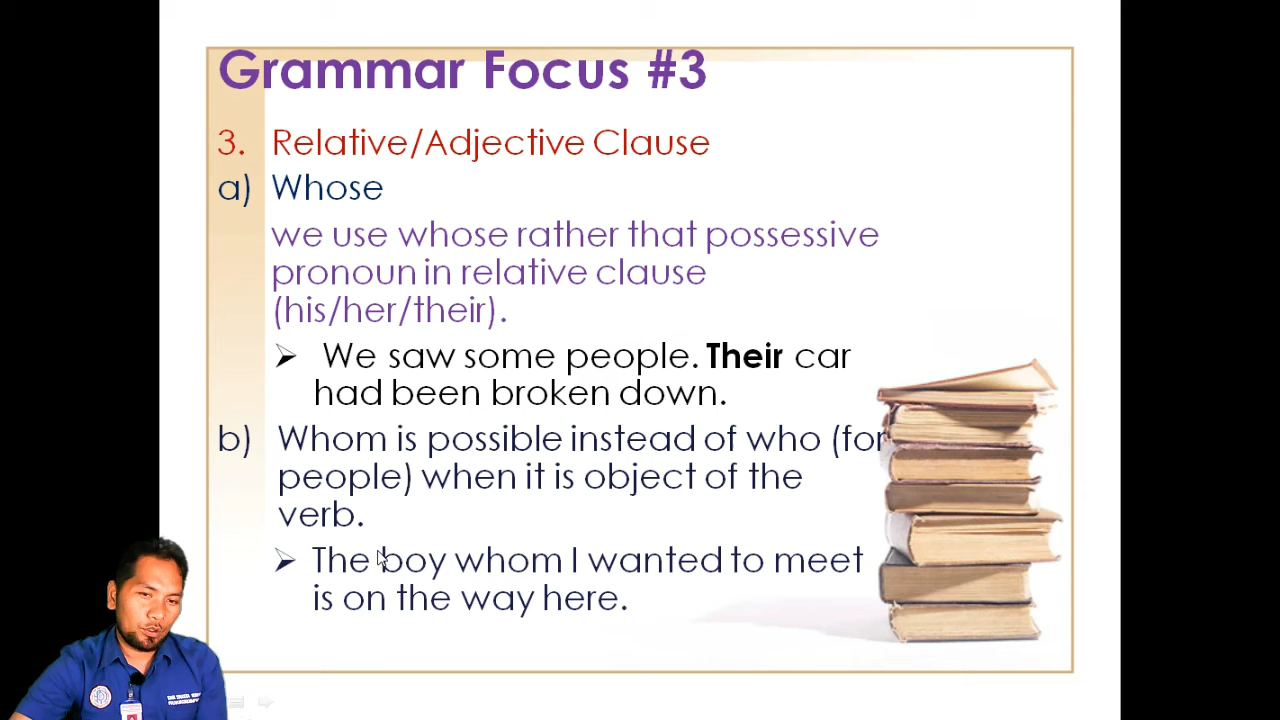 Grammar Focus #3
3. Relative/Adjective Clause
a) Whose
we use whose rather that possessive
pronoun in relative clause
(his/her/their).
➢ We saw some people. Their car
had been broken down.
b) Whom is possible instead of who (for
people) when it is object of the
verb.
➢ The boy whom I wanted to meet
is on the way here.